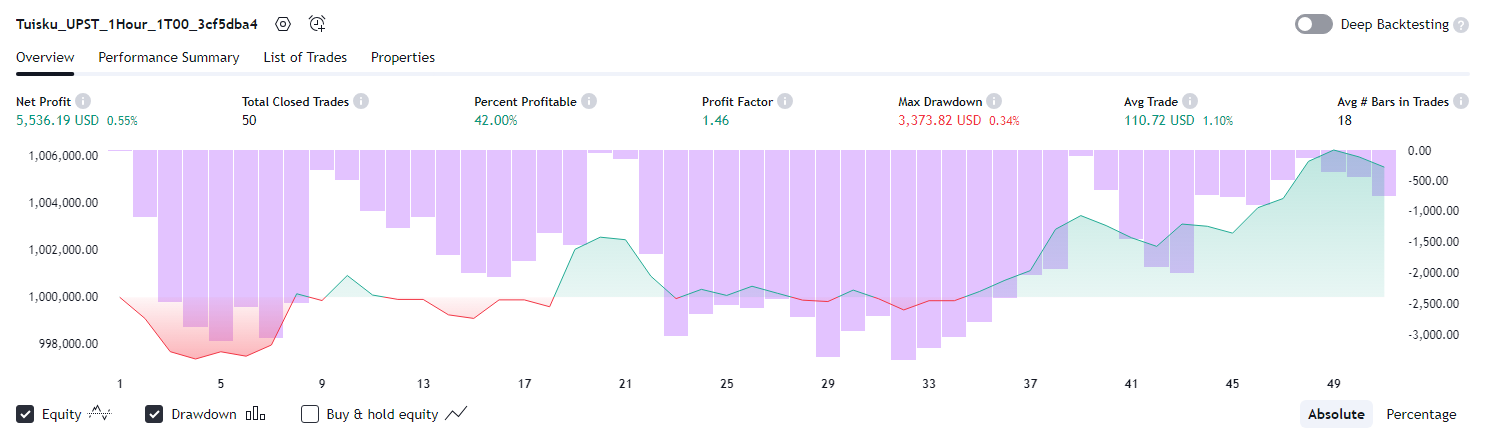 Tuisku_UPST_1Hour_1T00_3cf5dba4 Deep Backtesting ?
Overview Performance Summary List of Trades Properties
Net Profit i Total Closed Trades i Percent Profitable i Profit Factor i Max Drawdown i Avg Trade i Avg # Bars in Trades i
5,536.19 USD 0.55% 50 42.00% 1.46 3,373.82 USD 0.34% 110.72 USD 1.10% 18
1,006,000.00 0.00
-500.00
1,004,000.00 -1,000.00
1,002,000.00 -1,500.00
-2,000.00
1,000,000.00 -2,500.00
998,000.00 -3,000.00
1 5 9 13 17 21 25 29 33 37 41 45 49
Equity Drawdown Buy & hold equity Absolute Percentage